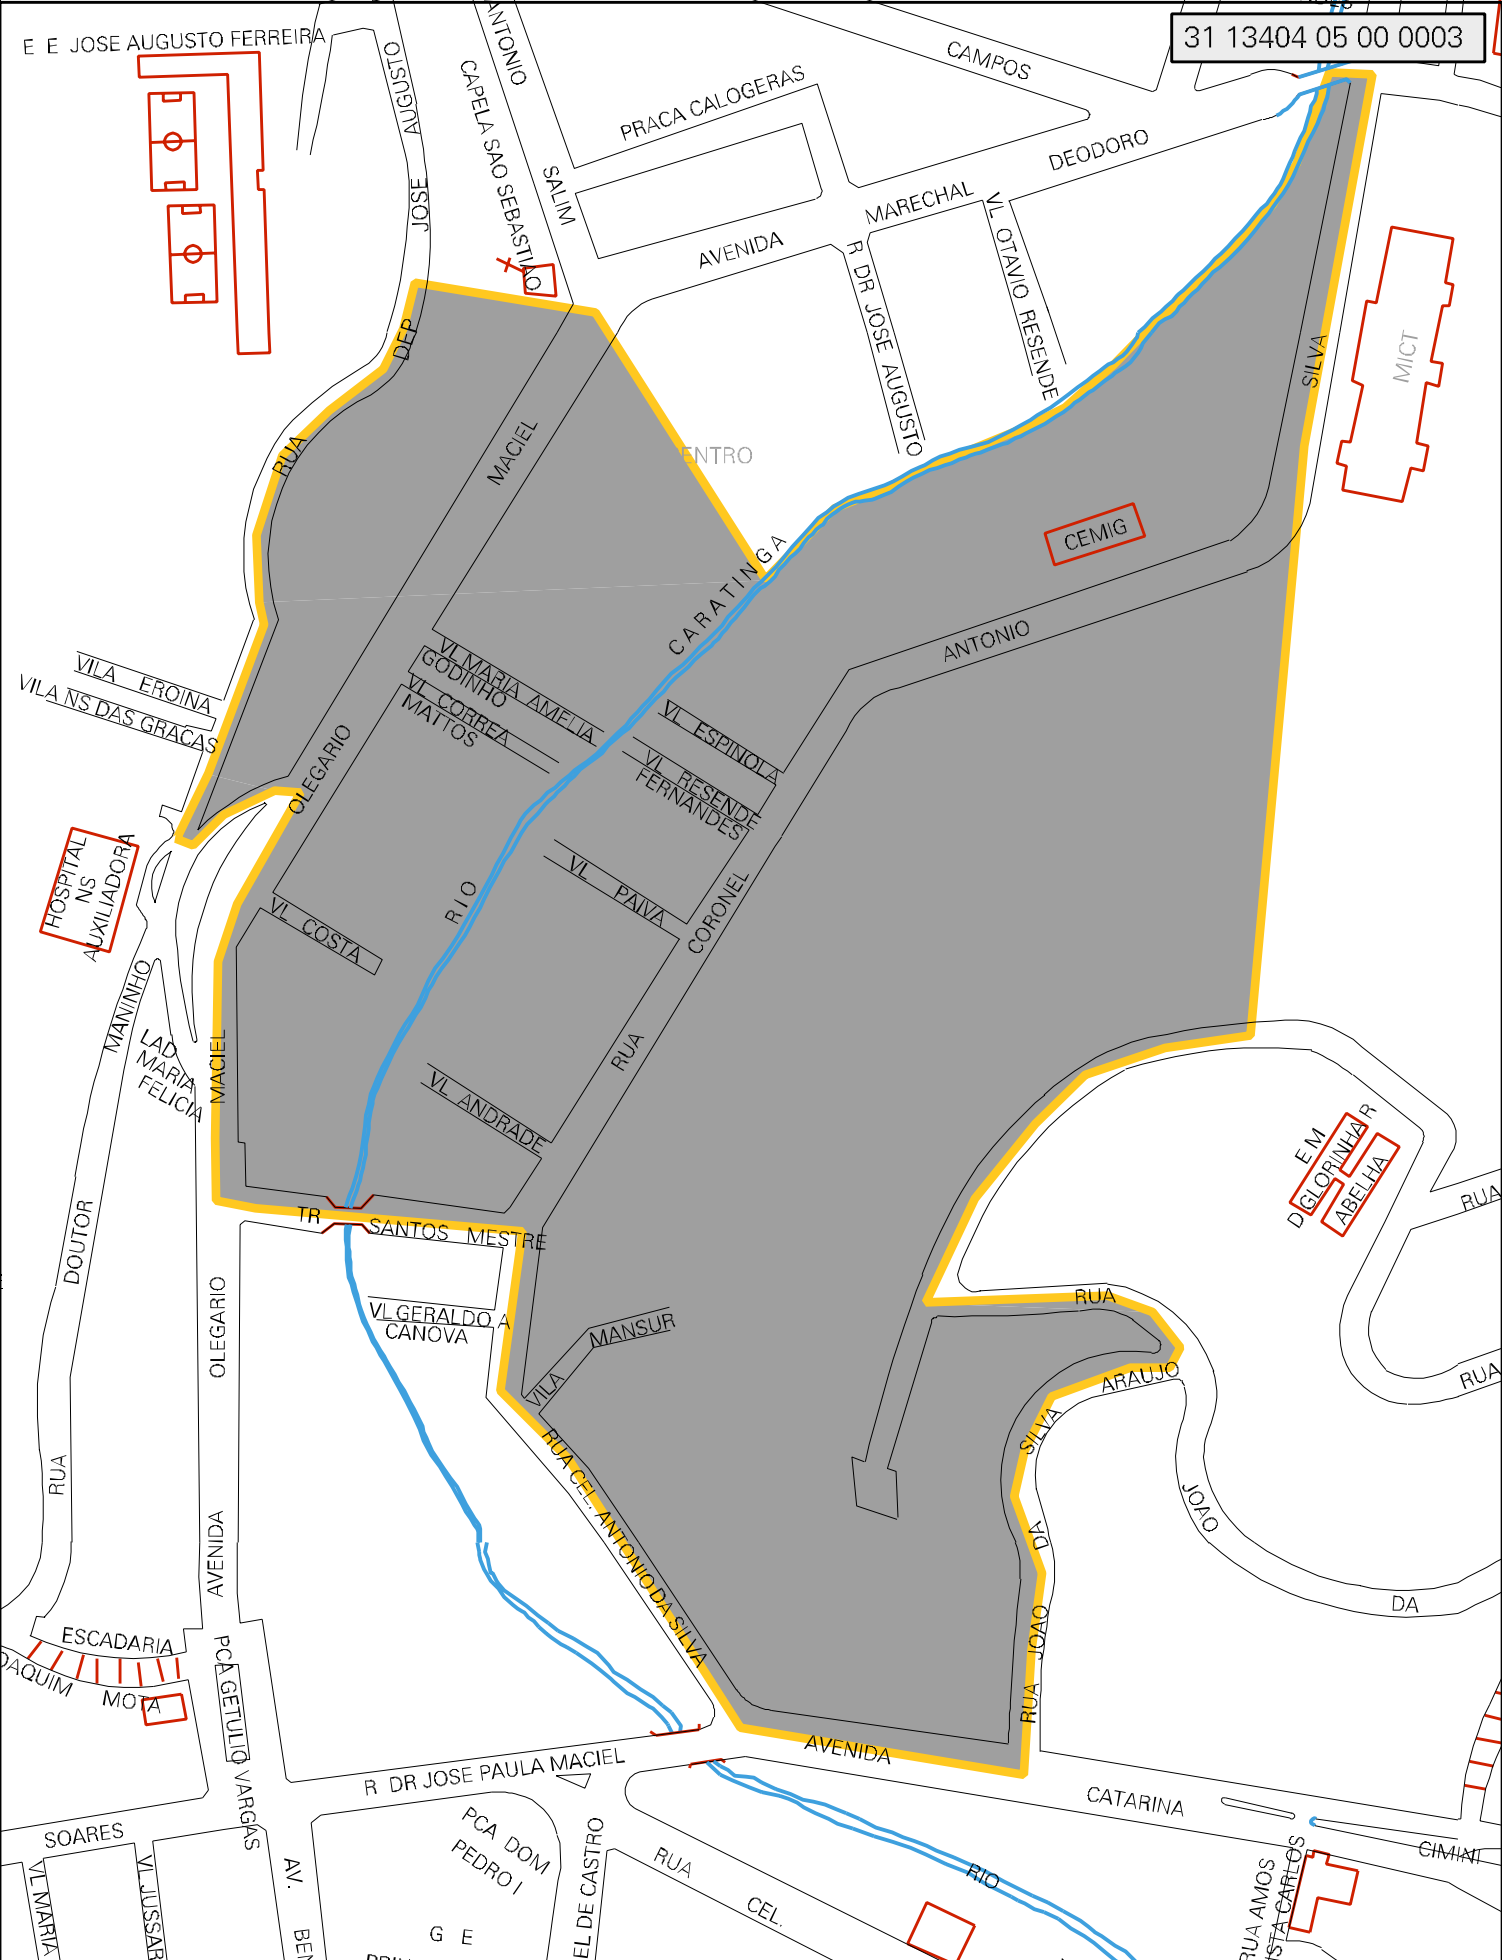 31 13404 05 00 0003
E E JOSE AUGUSTO FERREIRA
AUGUSTO
JOSE
DEP
RUA
ANTONIO
SALIM
MACIEL
OLEGARIO
CAPELA SAO SEBASTIAO
PRACA CALOGERAS
CAMPOS
AVENIDA
MARECHAL
DEODORO
R DR JOSE AUGUSTO
VL OTAVIO RESENDE
SILVA
MICT
ENTRO
CEMIG
CARATINGA
RIO
ANTONIO
CORONEL
RUA
VL MARIA AMELIA
GODINHO
VL CORREA
MATTOS
VL ESPINOLA
VL RESENDE
FERNANDES
VL PAIVA
VL COSTA
VL ANDRADE
VILA EROINA
VILA NS DAS GRACAS
HOSPITAL
NS
AUXILIADORA
MANINHO
DOUTOR
RUA
LAD
MARIA
FELICIA
MACIEL
OLEGARIO
AVENIDA
TR SANTOS MESTRE
VL GERALDO A
CANOVA
VILA MANSUR
RUA CEL. ANTONIO DA SILVA
E M
D GLORINHA R
ABELHA
RUA
RUA
RUA
ARAUJO
SILVA
DA
JOAO
RUA
JOAO
DA
ESCADARIA
OAQUIM MOTA
PCA GETULIO VARGAS
R DR JOSE PAULA MACIEL
AVENIDA
CATARINA
CIMINI
SOARES
VL MARIA
VL JUSSAR
AV.
BEN
PCA DOM
PEDRO I
G E
EL DE CASTRO
RUA
CEL.
RIO
RUA AMOS
STA CARLOS